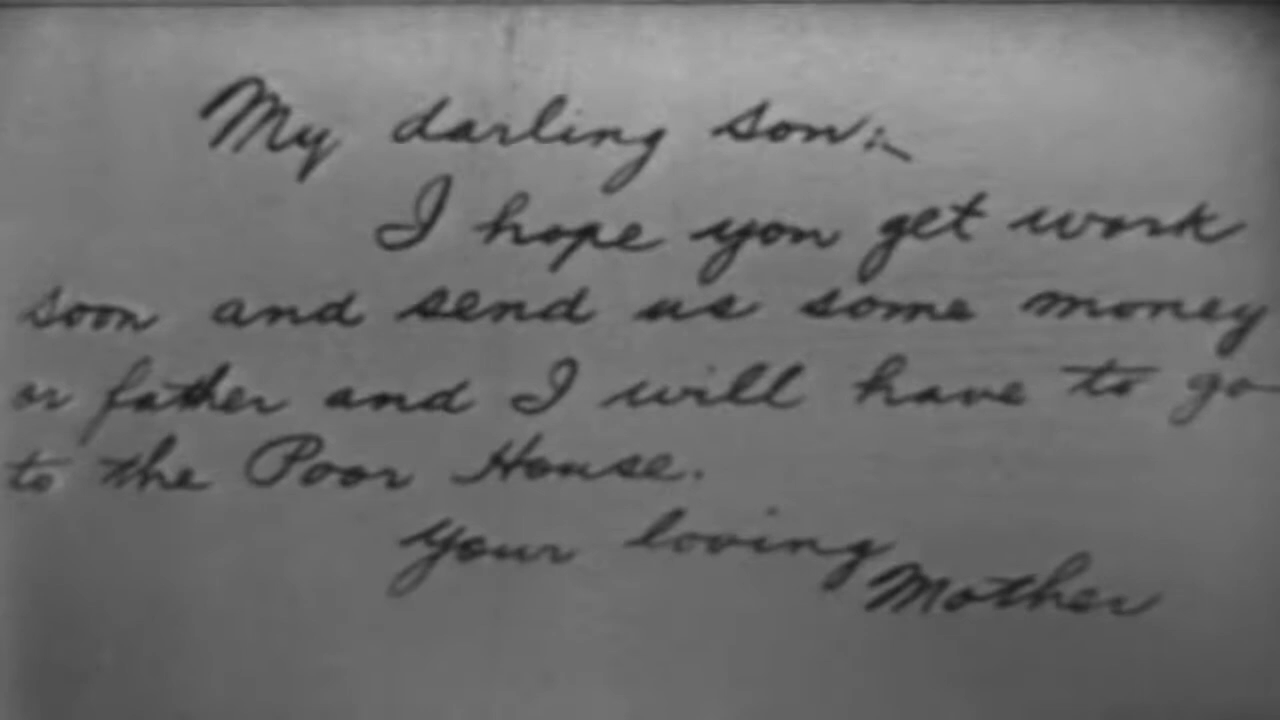 My darling son:-
I hope you get work
soon and send us some money
or father and I will have to go
to the Poor House.
Your loving
Mother